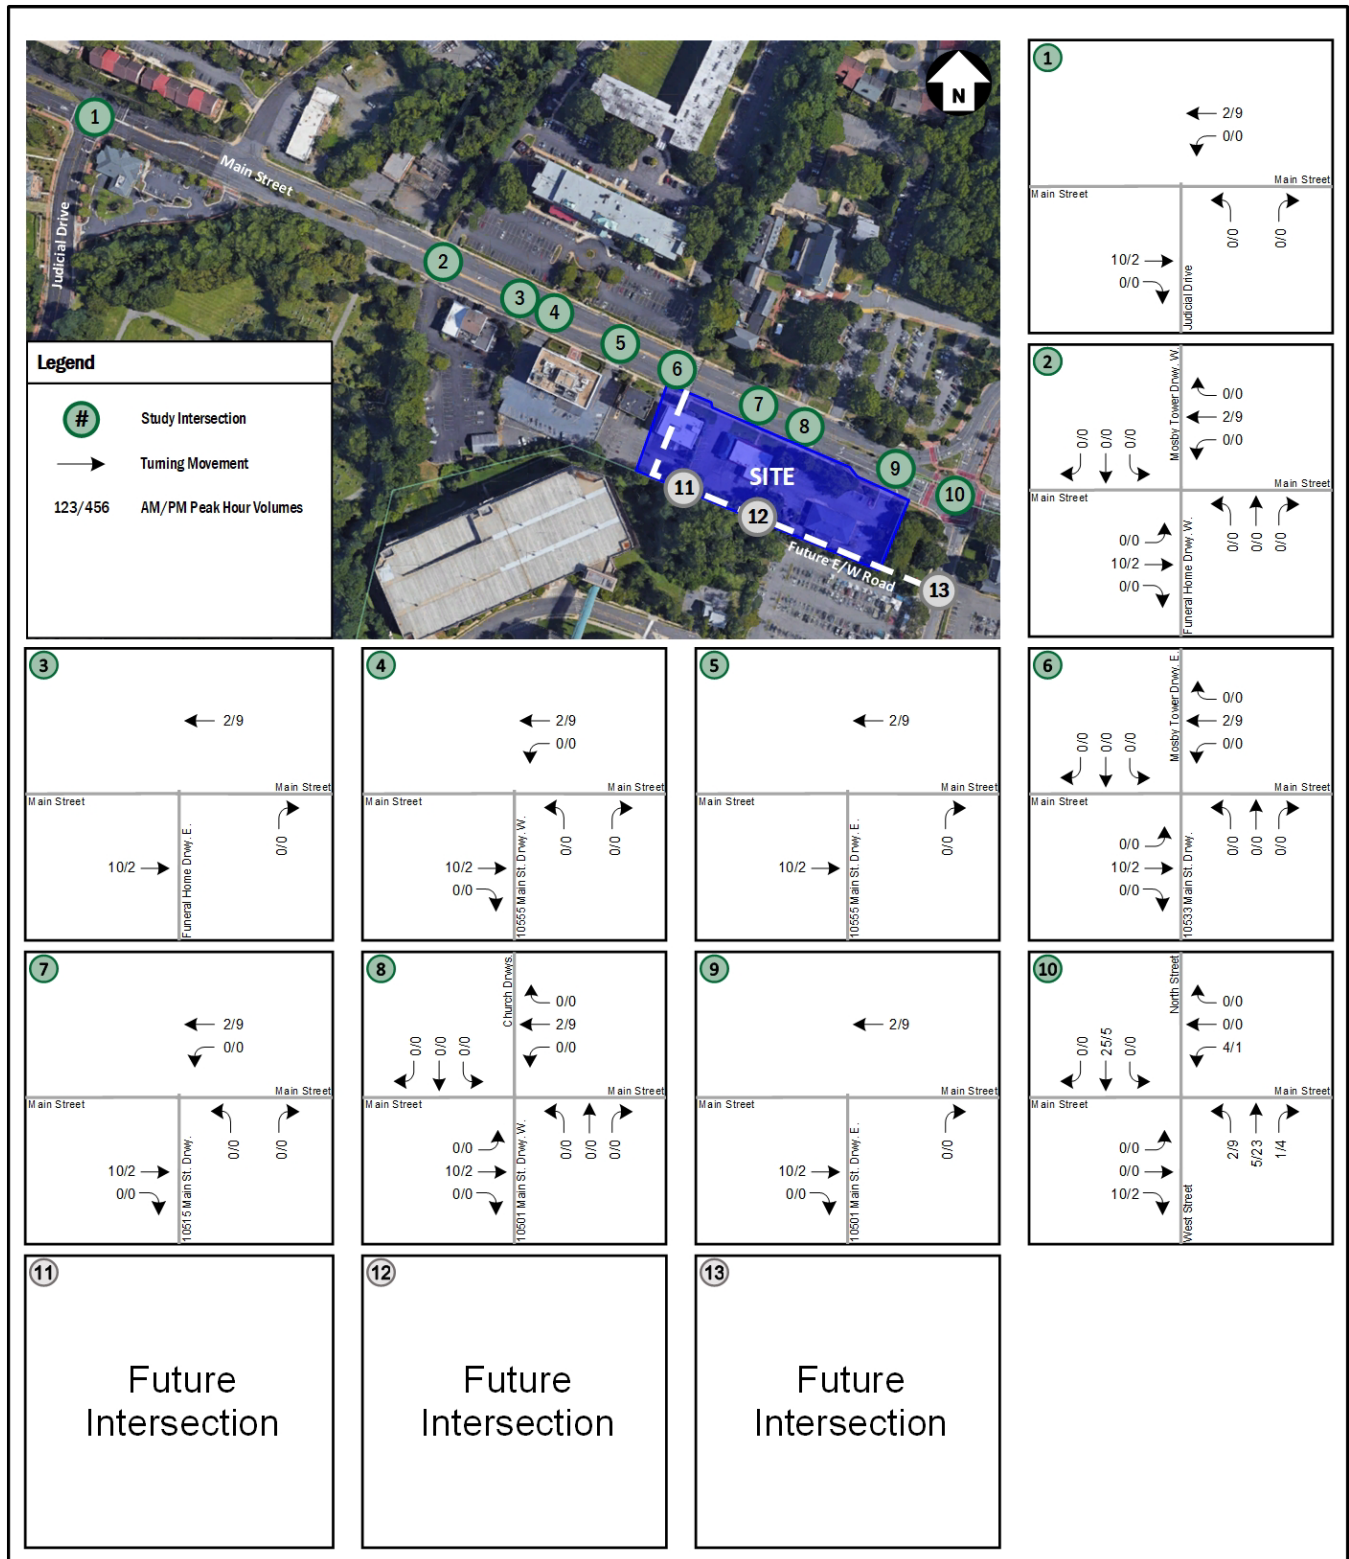 N
1
Main Street
Judicial Drive
2
3
4
5
6
7
8
9
10
SITE
11
12
Future E/W Road
13
Legend
# Study Intersection
Turning Movement
123/456 AM/PM Peak Hour Volumes
1
2/9
0/0
Main Street
Main Street
0/0 0/0
10/2
0/0
Judicial Drive
2
Mosby Tower Drwy. W.
0/0
2/9
0/0
0/0 0/0 0/0
Main Street
Main Street
0/0 0/0 0/0
0/0
10/2
0/0
Funeral Home Drwy. W.
3
2/9
Main Street
Main Street
0/0
10/2
Funeral Home Drwy. E.
4
2/9
0/0
Main Street
Main Street
0/0 0/0
10/2
0/0
10555 Main St. Drwy. W.
5
2/9
Main Street
Main Street
0/0
10/2
10555 Main St. Drwy. E.
6
Mosby Tower Drwy. E.
0/0
2/9
0/0
0/0 0/0 0/0
Main Street
Main Street
0/0 0/0 0/0
0/0
10/2
0/0
10533 Main St. Drwy.
7
2/9
0/0
Main Street
Main Street
0/0 0/0
10/2
0/0
10515 Main St. Drwy.
8
Church Drwys.
0/0
2/9
0/0
0/0 0/0 0/0
Main Street
Main Street
0/0 0/0 0/0
0/0
10/2
0/0
10501 Main St. Drwy. W.
9
2/9
Main Street
Main Street
0/0
10/2
0/0
10501 Main St. Drwy. E.
10
North Street
0/0
0/0
4/1
0/0 25/5 0/0
Main Street
Main Street
2/9 5/23 1/4
0/0
0/0
10/2
West Street
11
Future
Intersection
12
Future
Intersection
13
Future
Intersection